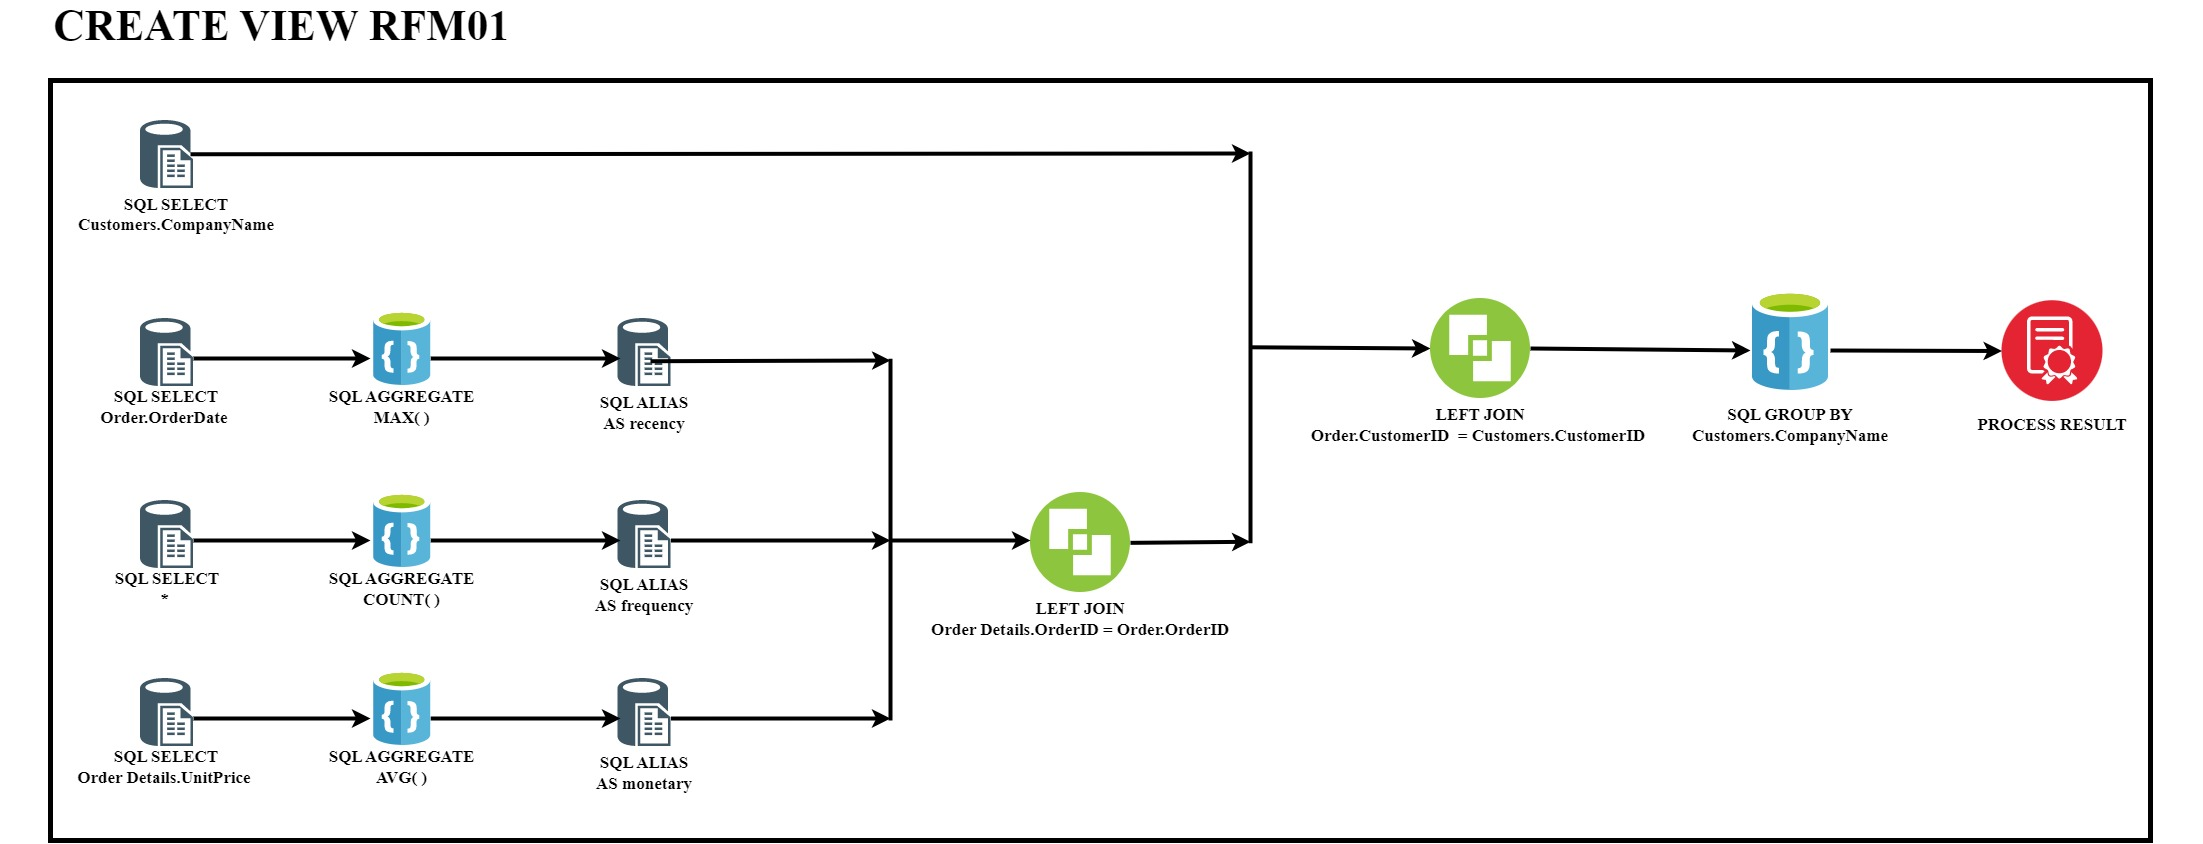 CREATE VIEW RFM01
SQL SELECT
Customers.CompanyName
SQL SELECT
Order.OrderDate
SQL AGGREGATE
MAX( )
SQL ALIAS
AS recency
SQL SELECT
*
SQL AGGREGATE
COUNT( )
SQL ALIAS
AS frequency
SQL SELECT
Order Details.UnitPrice
SQL AGGREGATE
AVG( )
SQL ALIAS
AS monetary
LEFT JOIN
Order Details.OrderID = Order.OrderID
LEFT JOIN
Order.CustomerID  = Customers.CustomerID
SQL GROUP BY
Customers.CompanyName
PROCESS RESULT